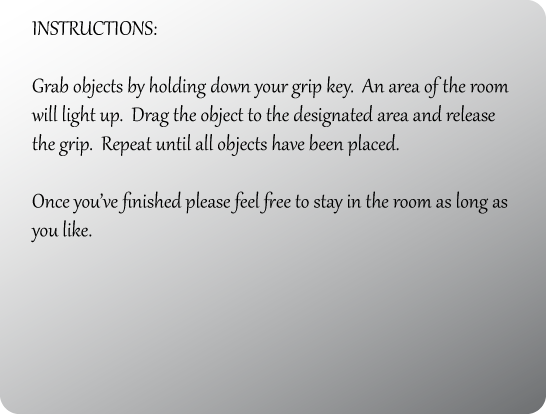 INSTRUCTIONS:
Grab objects by holding down your grip key.  An area of the room
will light up.  Drag the object to the designated area and release
the grip.  Repeat until all objects have been placed.
Once you’ve finished please feel free to stay in the room as long as
you like.